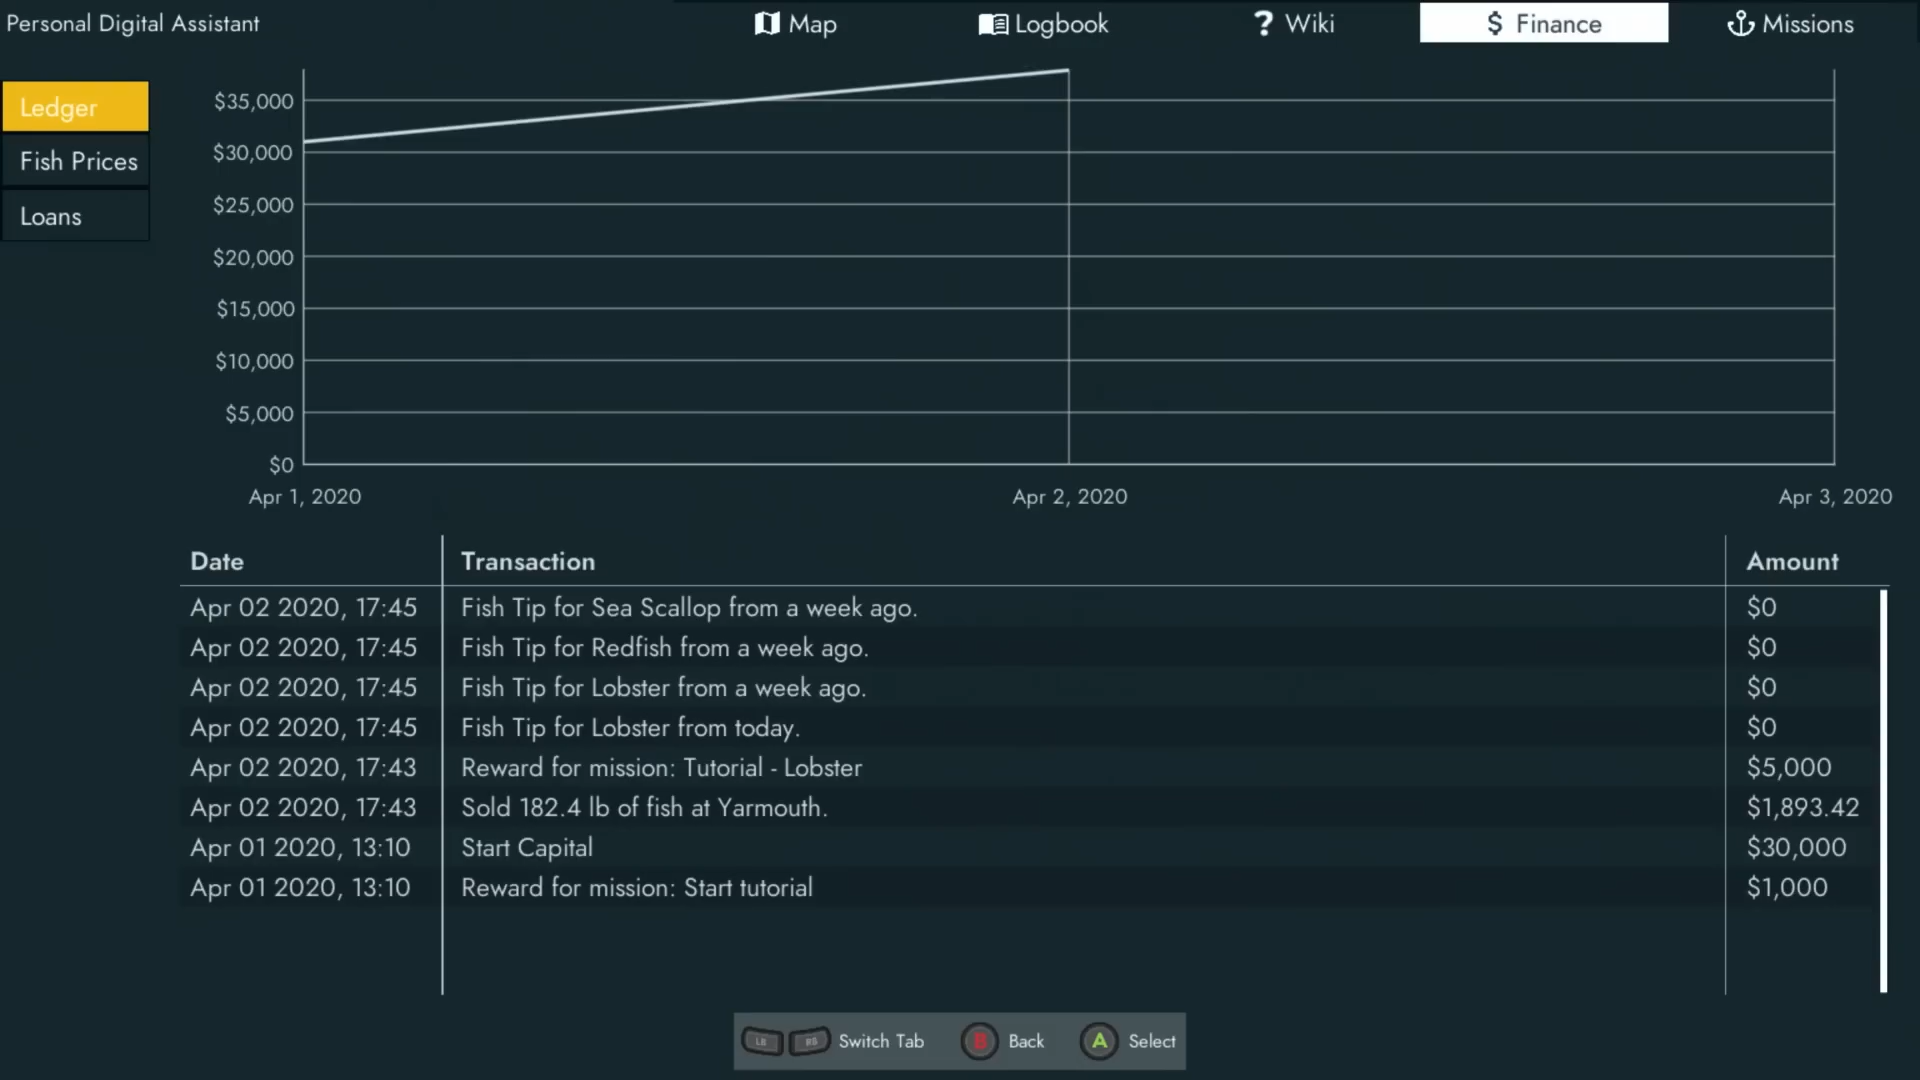 Personal Digital Assistant
Map
Logbook
? Wiki
$ Finance
Missions
Ledger
Fish Prices
Loans
$35,000
$30,000
$25,000
$20,000
$15,000
$10,000
$5,000
$0
Apr 1, 2020
Apr 2, 2020
Apr 3, 2020
Date Transaction Amount
Apr 02 2020, 17:45 Fish Tip for Sea Scallop from a week ago. $0
Apr 02 2020, 17:45 Fish Tip for Redfish from a week ago. $0
Apr 02 2020, 17:45 Fish Tip for Lobster from a week ago. $0
Apr 02 2020, 17:45 Fish Tip for Lobster from today. $0
Apr 02 2020, 17:43 Reward for mission: Tutorial - Lobster $5,000
Apr 02 2020, 17:43 Sold 182.4 lb of fish at Yarmouth. $1,893.42
Apr 01 2020, 13:10 Start Capital $30,000
Apr 01 2020, 13:10 Reward for mission: Start tutorial $1,000
LB RB Switch Tab B Back A Select